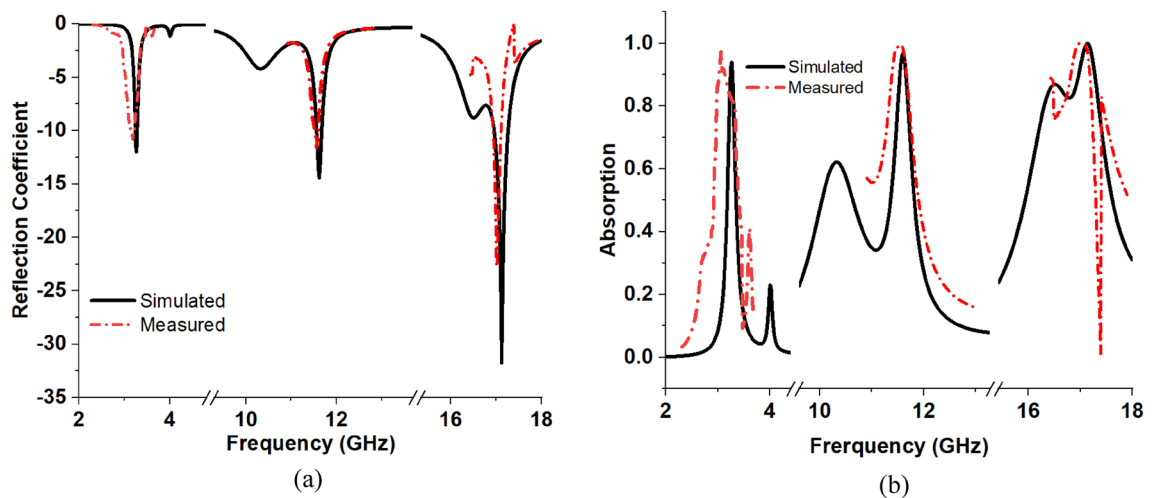 0
-5
-10
-15
-20
-25
-30
-35
Reflection Coefficient
Simulated
Measured
2 4 10 12 16 18
Frequency (GHz)
(a)
1.0
0.8
0.6
0.4
0.2
0.0
Absorption
Simulated
Measured
2 4 10 12 16 18
Frerquency (GHz)
(b)